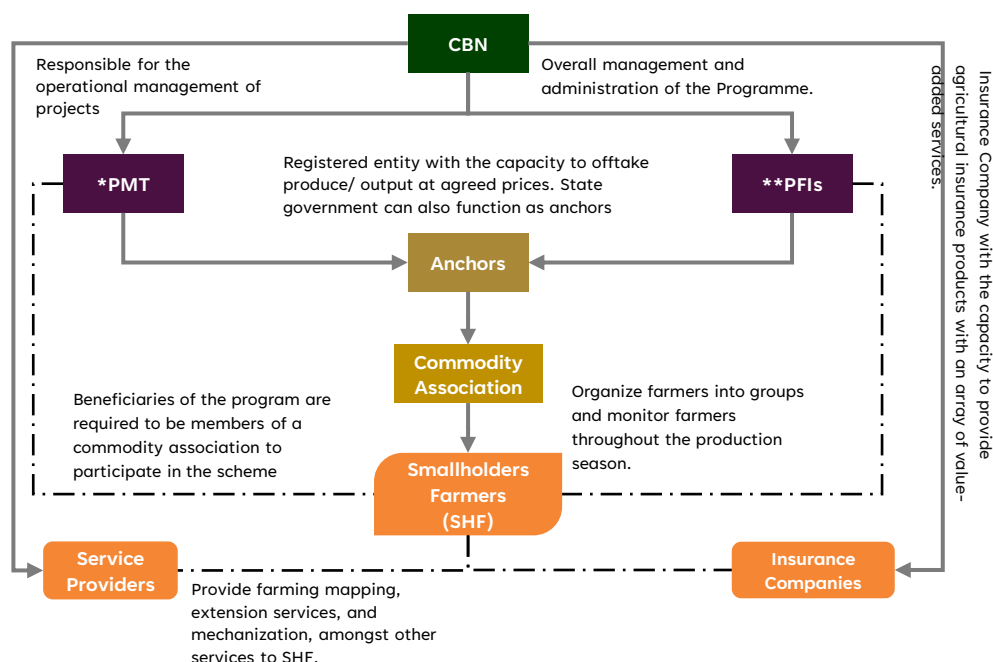 CBN
Responsible for the
operational management of
projects
Overall management and
administration of the Programme.
*PMT
Registered entity with the capacity to offtake
produce/ output at agreed prices. State
government can also function as anchors
**PFIs
Anchors
Commodity
Association
Beneficiaries of the program are
required to be members of a
commodity association to
participate in the scheme
Organize farmers into groups
and monitor farmers
throughout the production
season.
Smallholders
Farmers
(SHF)
Service
Providers
Provide farming mapping,
extension services, and
mechanization, amongst other
services to SHF.
Insurance
Companies
Insurance Company with the capacity to provide
agricultural insurance products with an array of value-
added services.